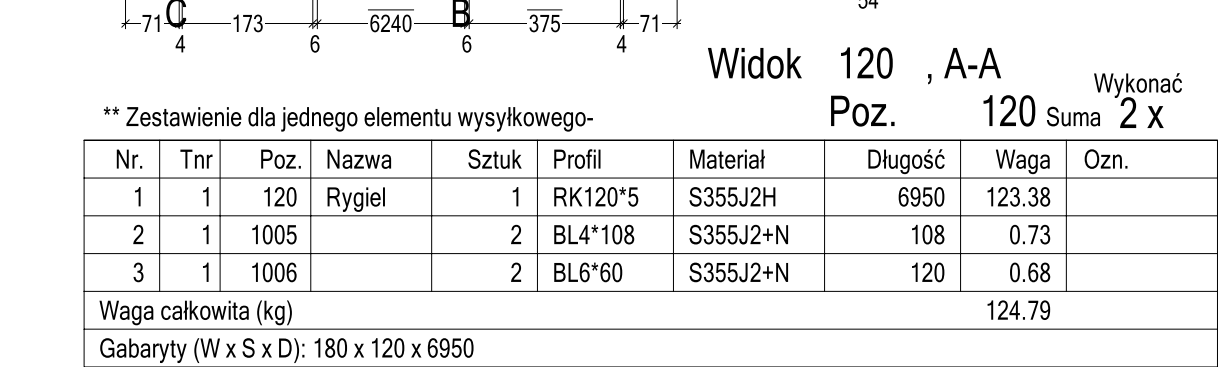 54
C B
71 173 6240 375 71
4 6 6 4
Widok 120 , A-A
Wykonać
Poz. 120 Suma 2 x
** Zestawienie dla jednego elementu wysyłkowego-
Nr. Tnr Poz. Nazwa Sztuk Profil Materiał Długość Waga Ozn.
1 1 120 Rygiel 1 RK120*5 S355J2H 6950 123.38
2 1 1005 2 BL4*108 S355J2+N 108 0.73
3 1 1006 2 BL6*60 S355J2+N 120 0.68
Waga całkowita (kg) 124.79
Gabaryty (W x S x D): 180 x 120 x 6950